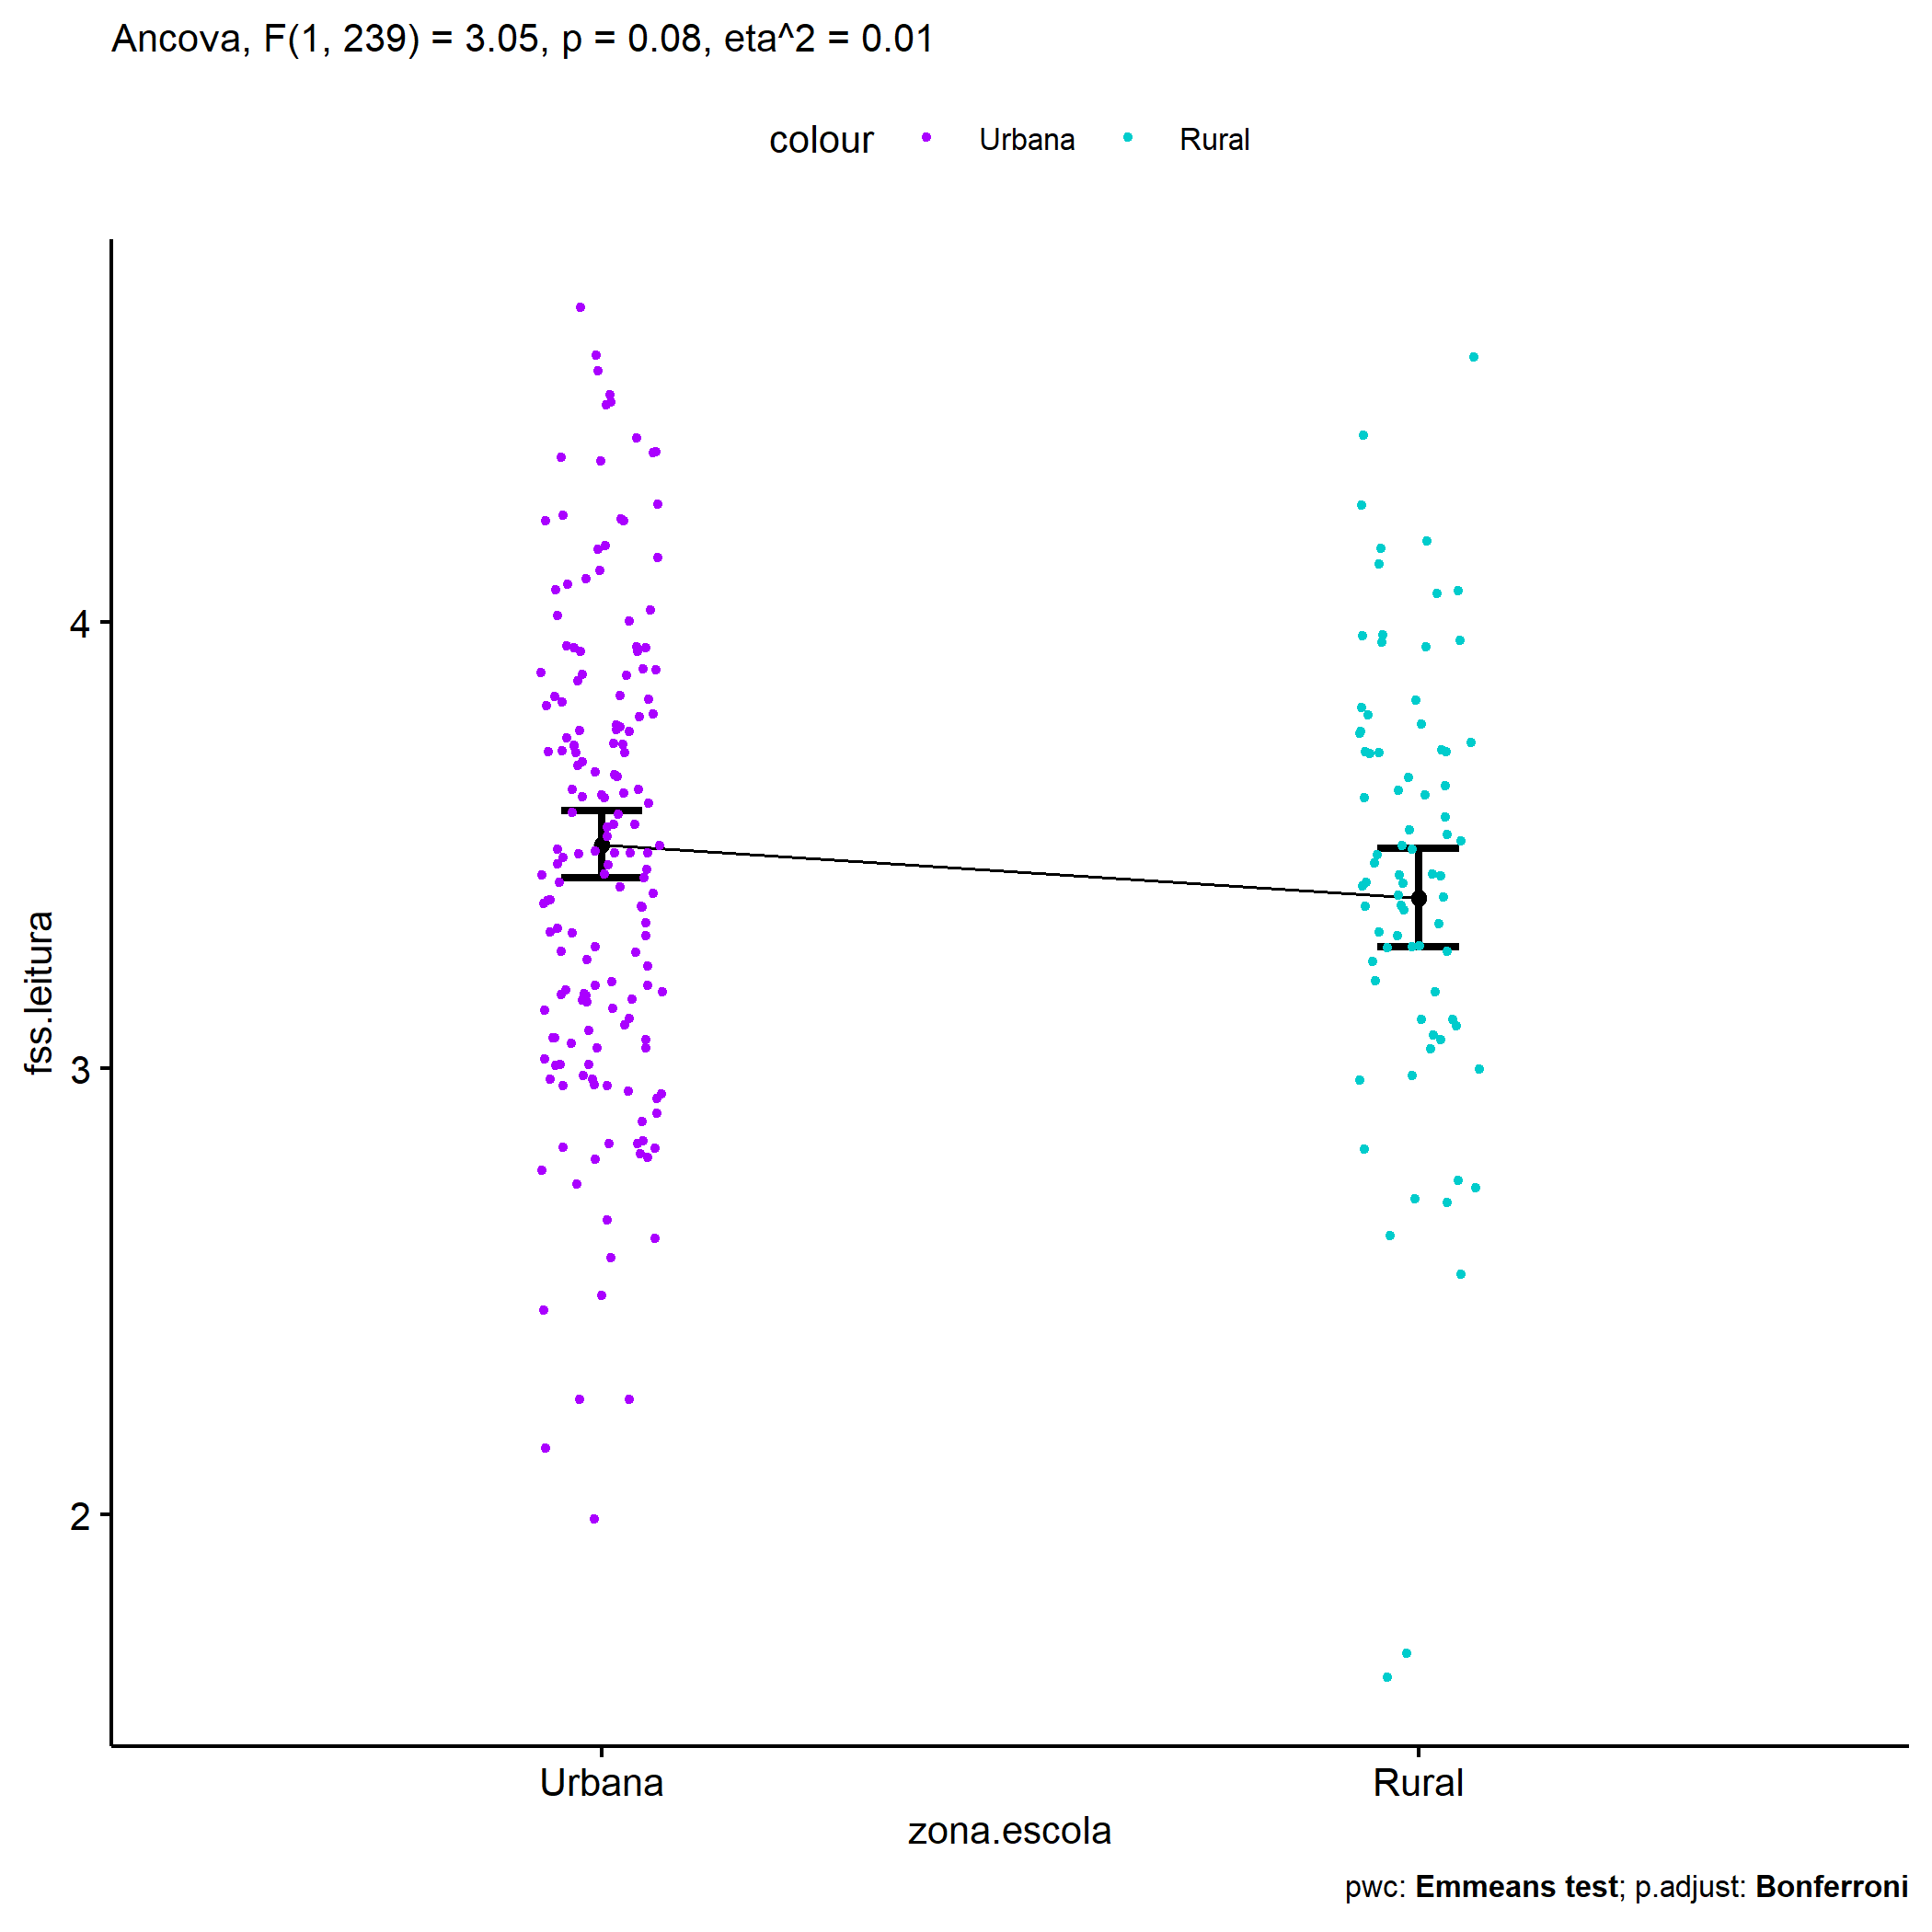 Ancova, F(1, 239) = 3.05, p = 0.08, eta^2 = 0.01
colour Urbana Rural
fss.leitura
4
3
2
Urbana Rural
zona.escola
pwc: Emmeans test; p.adjust: Bonferroni